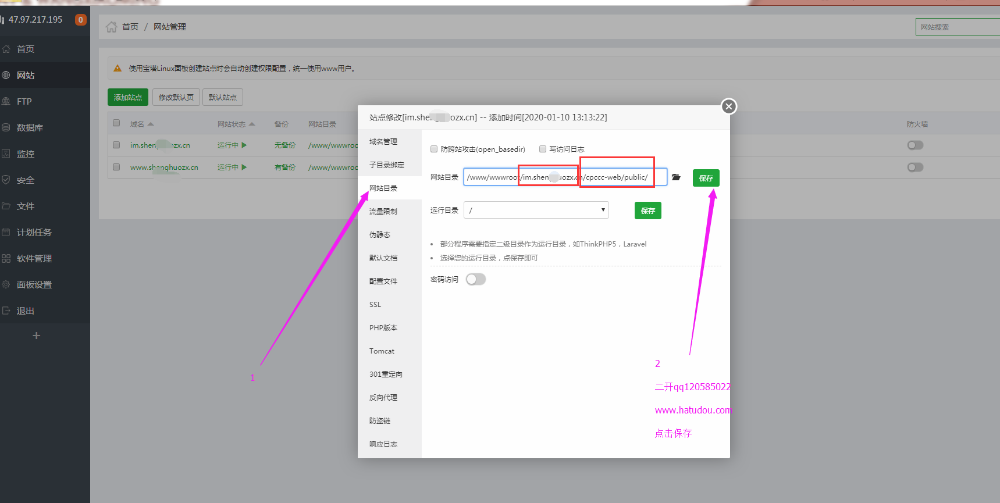 47.97.217.195
0
首页
网站
FTP
数据库
监控
安全
文件
计划任务
软件管理
面板设置
退出
+
首页 / 网站管理
网站搜索
使用宝塔Linux面板创建站点时会自动创建权限配置，统一使用www用户。
添加站点 修改默认页 默认站点
域名 网站状态 备份 网站目录 防火墙
im.shen zx.cn 运行中 无备份 /www/wwwroo
www.shenghuozx.cn 运行中 有备份 /www/wwwroo
站点修改[im.shen ozx.cn] -- 添加时间[2020-01-10 13:13:22]
域名管理
子目录绑定
网站目录
流量限制
伪静态
默认文档
配置文件
SSL
PHP版本
Tomcat
301重定向
反向代理
防盗链
响应日志
防跨站攻击(open_basedir) 写访问日志
网站目录 /www/wwwroot/im.shen uozx.cn/cpccc-web/public/ 保存
运行目录 / 保存
部分程序需要指定二级目录作为运行目录，如ThinkPHP5，Laravel
选择您的运行目录，点保存即可
密码访问
1
2
二开qq120585022
www.hatudou.com
点击保存